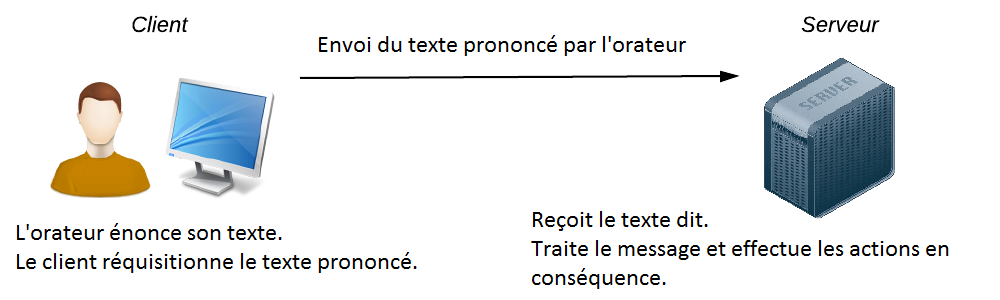 Client
Serveur
Envoi du texte prononcé par l'orateur
SERVER
L'orateur énonce son texte.
Le client réquisitionne le texte prononcé.
Reçoit le texte dit.
Traite le message et effectue les actions en
conséquence.